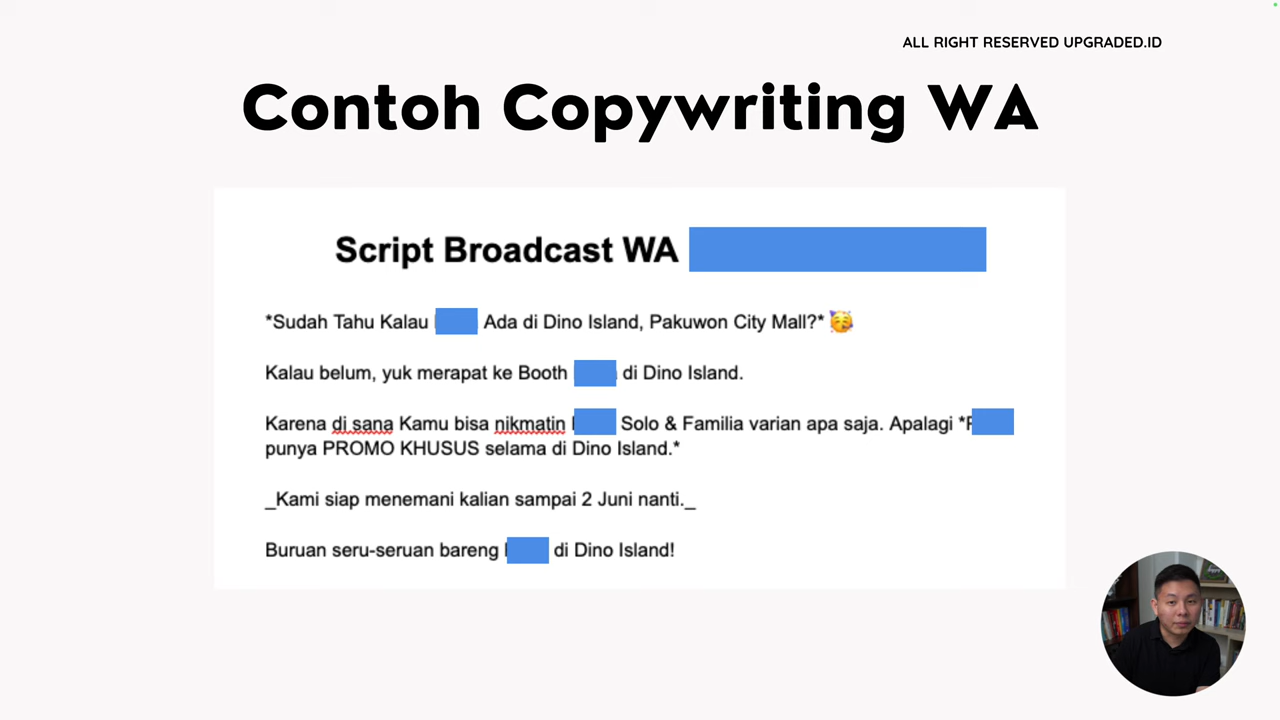 ALL RIGHT RESERVED UPGRADED.ID
Contoh Copywriting WA
Script Broadcast WA
*Sudah Tahu Kalau Ada di Dino Island, Pakuwon City Mall?* 🥳
Kalau belum, yuk merapat ke Booth di Dino Island.
Karena di sana Kamu bisa nikmatin Solo & Familia varian apa saja. Apalagi *
punya PROMO KHUSUS selama di Dino Island.*
_Kami siap menemani kalian sampai 2 Juni nanti._
Buruan seru-seruan bareng di Dino Island!